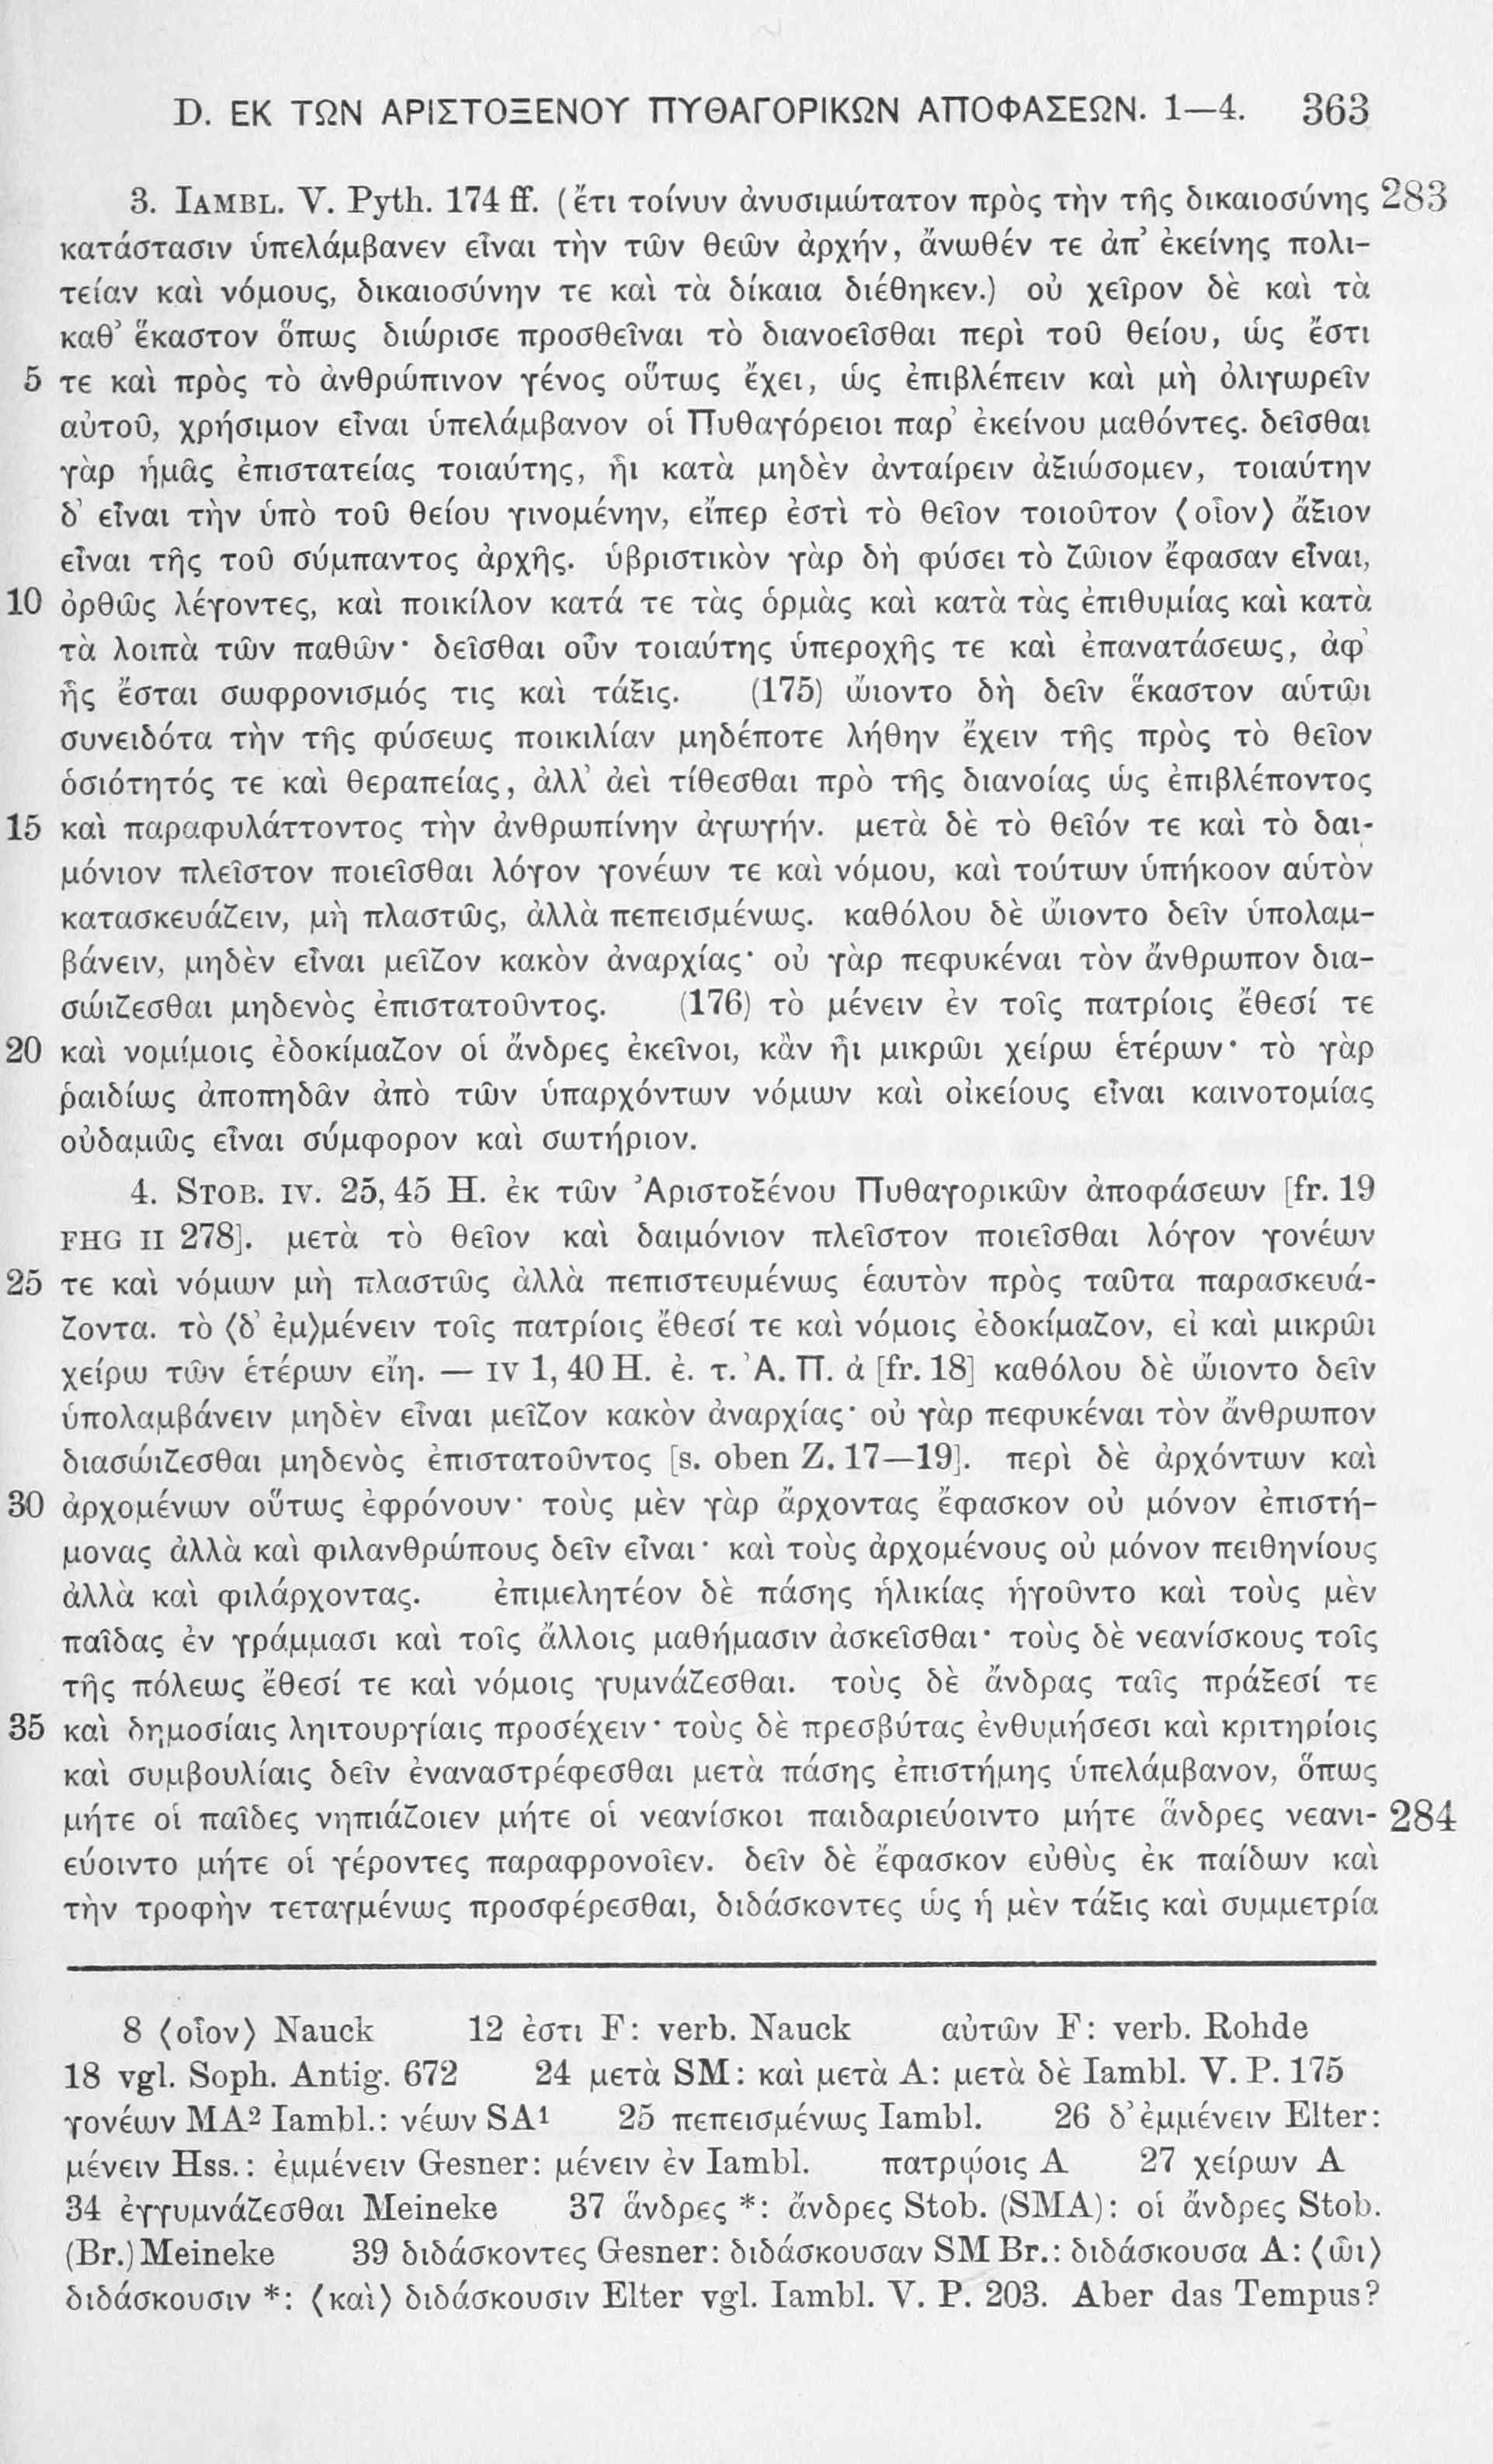 D. ΕΚ ΤΩΝ ΑΡΙΣΤΟΞΕΝΟΥ ΠΥΘΑΓΟΡΙΚΩΝ ΑΠΟΦΑΣΕΩΝ. 1—4. 363
3. IAMBL. V. Pyth. 174 ff. (ἔτι τοίνυν ἀνυσιμώτατον πρὸς τὴν τῆς δικαιοσύνης 283
κατάστασιν ὑπελάμβανεν εἶναι τὴν τῶν θεῶν ἀρχήν, ἄνωθέν τε ἀπ' ἐκείνης πολι-
τείαν καὶ νόμους, δικαιοσύνην τε καὶ τὰ δίκαια διέθηκεν.) οὐ χεῖρον δὲ καὶ τὰ
καθ' ἕκαστον ὅπως διώρισε προσθεῖναι τὸ διανοεῖσθαι περὶ τοῦ θείου, ὡς ἔστι
5 τε καὶ πρὸς τὸ ἀνθρώπινον γένος οὕτως ἔχει, ὡς ἐπιβλέπειν καὶ μὴ ὀλιγωρεῖν
αὐτοῦ, χρήσιμον εἶναι ὑπελάμβανον οἱ Πυθαγόρειοι παρ' ἐκείνου μαθόντες. δεῖσθαι
γὰρ ἡμᾶς ἐπιστατείας τοιαύτης, ἧι κατὰ μηδὲν ἀνταίρειν ἀξιώσομεν, τοιαύτην
δ' εἶναι τὴν ὑπὸ τοῦ θείου γινομένην, εἴπερ ἐστὶ τὸ θεῖον τοιοῦτον ⟨οἷον⟩ ἄξιον
εἶναι τῆς τοῦ σύμπαντος ἀρχῆς. ὑβριστικὸν γὰρ δὴ φύσει τὸ ζῶιον ἔφασαν εἶναι,
10 ὀρθῶς λέγοντες, καὶ ποικίλον κατά τε τὰς ὁρμὰς καὶ κατὰ τὰς ἐπιθυμίας καὶ κατὰ
τὰ λοιπὰ τῶν παθῶν· δεῖσθαι οὖν τοιαύτης ὑπεροχῆς τε καὶ ἐπανατάσεως, ἀφ'
ἧς ἔσται σωφρονισμός τις καὶ τάξις. (175) ὤιοντο δὴ δεῖν ἕκαστον αὑτῶι
συνειδότα τὴν τῆς φύσεως ποικιλίαν μηδέποτε λήθην ἔχειν τῆς πρὸς τὸ θεῖον
ὁσιότητός τε καὶ θεραπείας, ἀλλ' ἀεὶ τίθεσθαι πρὸ τῆς διανοίας ὡς ἐπιβλέποντος
15 καὶ παραφυλάττοντος τὴν ἀνθρωπίνην ἀγωγήν. μετὰ δὲ τὸ θεῖόν τε καὶ τὸ δαι-
μόνιον πλεῖστον ποιεῖσθαι λόγον γονέων τε καὶ νόμου, καὶ τούτων ὑπήκοον αὑτὸν
κατασκευάζειν, μὴ πλαστῶς, ἀλλὰ πεπεισμένως. καθόλου δὲ ὤιοντο δεῖν ὑπολαμ-
βάνειν, μηδὲν εἶναι μεῖζον κακὸν ἀναρχίας· οὐ γὰρ πεφυκέναι τὸν ἄνθρωπον δια-
σώιζεσθαι μηδενὸς ἐπιστατοῦντος. (176) τὸ μένειν ἐν τοῖς πατρίοις ἔθεσί τε
20 καὶ νομίμοις ἐδοκίμαζον οἱ ἄνδρες ἐκεῖνοι, κἂν ἦι μικρῶι χείρω ἑτέρων· τὸ γὰρ
ῥαιδίως ἀποπηδᾶν ἀπὸ τῶν ὑπαρχόντων νόμων καὶ οἰκείους εἶναι καινοτομίας
οὐδαμῶς εἶναι σύμφορον καὶ σωτήριον.
4. STOB. IV. 25, 45 H. ἐκ τῶν Ἀριστοξένου Πυθαγορικῶν ἀποφάσεων [fr. 19
FHG II 278]. μετὰ τὸ θεῖον καὶ δαιμόνιον πλεῖστον ποιεῖσθαι λόγον γονέων
25 τε καὶ νόμων μὴ πλαστῶς ἀλλὰ πεπιστευμένως ἑαυτὸν πρὸς ταῦτα παρασκευά-
ζοντα. τὸ ⟨δ' ἐμ⟩μένειν τοῖς πατρίοις ἔθεσί τε καὶ νόμοις ἐδοκίμαζον, εἰ καὶ μικρῶι
χείρω τῶν ἑτέρων εἴη. — IV 1, 40 H. ἐ. τ. Ἀ. Π. ἀ [fr. 18] καθόλου δὲ ὤιοντο δεῖν
ὑπολαμβάνειν μηδὲν εἶναι μεῖζον κακὸν ἀναρχίας· οὐ γὰρ πεφυκέναι τὸν ἄνθρωπον
διασώιζεσθαι μηδενὸς ἐπιστατοῦντος [s. oben Z. 17—19]. περὶ δὲ ἀρχόντων καὶ
30 ἀρχομένων οὕτως ἐφρόνουν· τοὺς μὲν γὰρ ἄρχοντας ἔφασκον οὐ μόνον ἐπιστή-
μονας ἀλλὰ καὶ φιλανθρώπους δεῖν εἶναι· καὶ τοὺς ἀρχομένους οὐ μόνον πειθηνίους
ἀλλὰ καὶ φιλάρχοντας. ἐπιμελητέον δὲ πάσης ἡλικίας ἡγοῦντο καὶ τοὺς μὲν
παῖδας ἐν γράμμασι καὶ τοῖς ἄλλοις μαθήμασιν ἀσκεῖσθαι· τοὺς δὲ νεανίσκους τοῖς
τῆς πόλεως ἔθεσί τε καὶ νόμοις γυμνάζεσθαι. τοὺς δὲ ἄνδρας ταῖς πράξεσί τε
35 καὶ δημοσίαις ληιτουργίαις προσέχειν· τοὺς δὲ πρεσβύτας ἐνθυμήσεσι καὶ κριτηρίοις
καὶ συμβουλίαις δεῖν ἐναναστρέφεσθαι μετὰ πάσης ἐπιστήμης ὑπελάμβανον, ὅπως
μήτε οἱ παῖδες νηπιάζοιεν μήτε οἱ νεανίσκοι παιδαριεύοιντο μήτε ἅνδρες νεανι- 284
εύοιντο μήτε οἱ γέροντες παραφρονοῖεν. δεῖν δὲ ἔφασκον εὐθὺς ἐκ παίδων καὶ
τὴν τροφὴν τεταγμένως προσφέρεσθαι, διδάσκοντες ὡς ἡ μὲν τάξις καὶ συμμετρία
8 ⟨οἷον⟩ Nauck 12 ἐστι F: verb. Nauck αὐτῶν F: verb. Rohde
18 vgl. Soph. Antig. 672 24 μετὰ SM: καὶ μετὰ A: μετὰ δὲ Iambl. V. P. 175
γονέων MA² Iambl.: νέων SA¹ 25 πεπεισμένως Iambl. 26 δ' ἐμμένειν Elter:
μένειν Hss.: ἐμμένειν Gesner: μένειν ἐν Iambl. πατρῴοις A 27 χείρων A
34 ἐγγυμνάζεσθαι Meineke 37 ἅνδρες *: ἄνδρες Stob. (SMA): οἱ ἄνδρες Stob.
(Br.) Meineke 39 διδάσκοντες Gesner: διδάσκουσαν SM Br.: διδάσκουσα A: ⟨ὧι⟩
διδάσκουσιν *: ⟨καὶ⟩ διδάσκουσιν Elter vgl. Iambl. V. P. 203. Aber das Tempus?